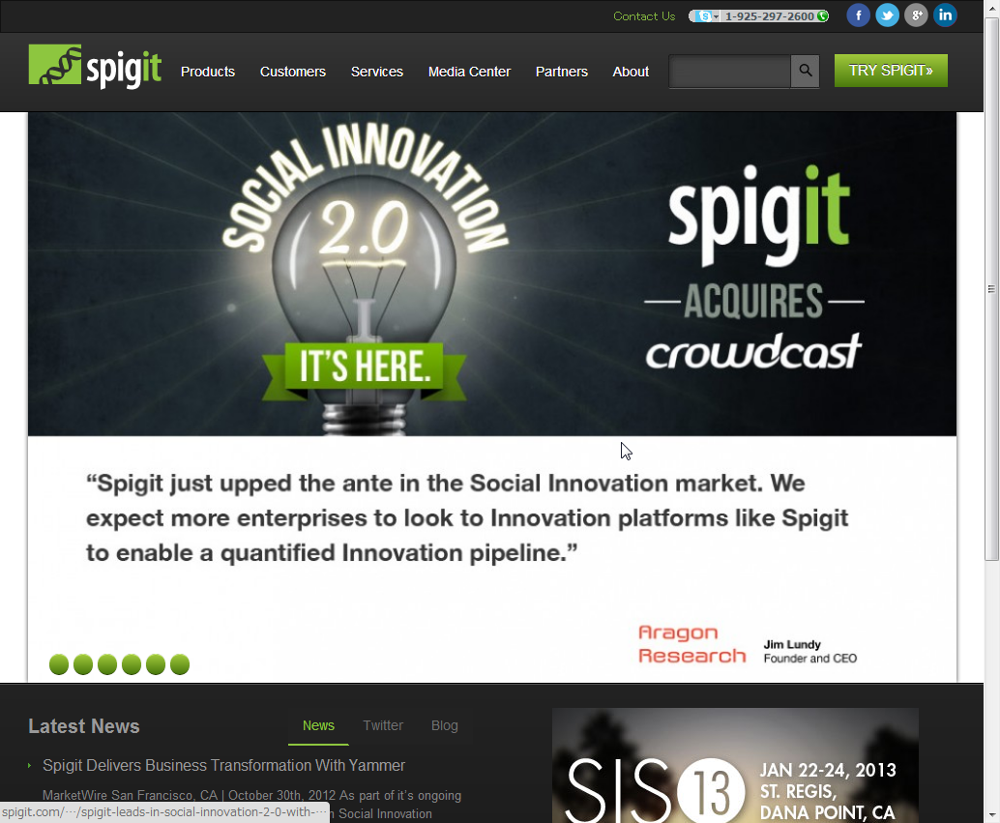 Contact Us
1-925-297-2600
spigit
Products
Customers
Services
Media Center
Partners
About
TRY SPIGIT»
SOCIAL INNOVATION
2.0
IT'S HERE.
spigit
ACQUIRES
crowdcast
“Spigit just upped the ante in the Social Innovation market. We
expect more enterprises to look to Innovation platforms like Spigit
to enable a quantified Innovation pipeline.”
Aragon
Research
Jim Lundy
Founder and CEO
Latest News
News
Twitter
Blog
Spigit Delivers Business Transformation With Yammer
MarketWire San Francisco, CA | October 30th, 2012 As part of it's ongoing
Social Innovation
spigit.com/···/spigit-leads-in-social-innovation-2-0-with-···
SIS 13
JAN 22-24, 2013
ST. REGIS,
DANA POINT, CA